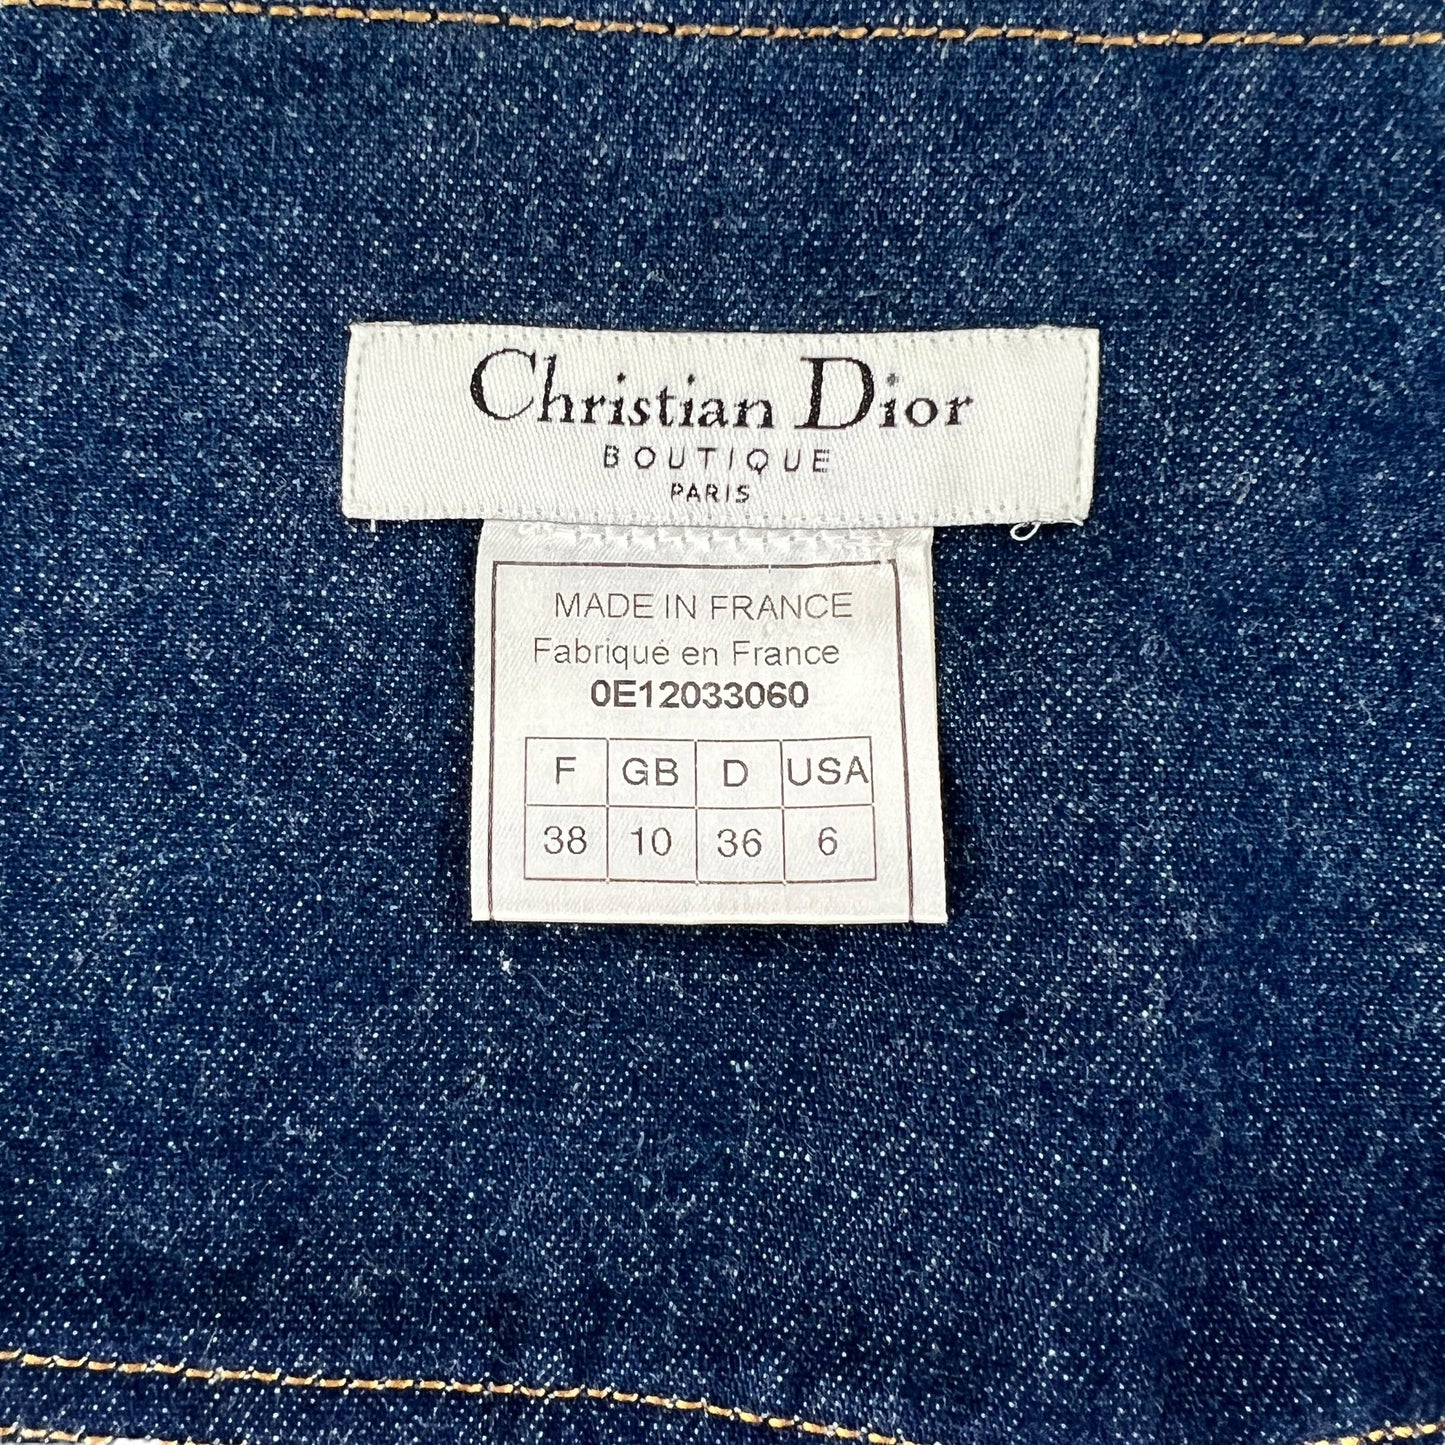 Christian Dior
BOUTIQUE
PARIS
MADE IN FRANCE
Fabriqué en France
0E12033060
F GB D USA
38 10 36 6